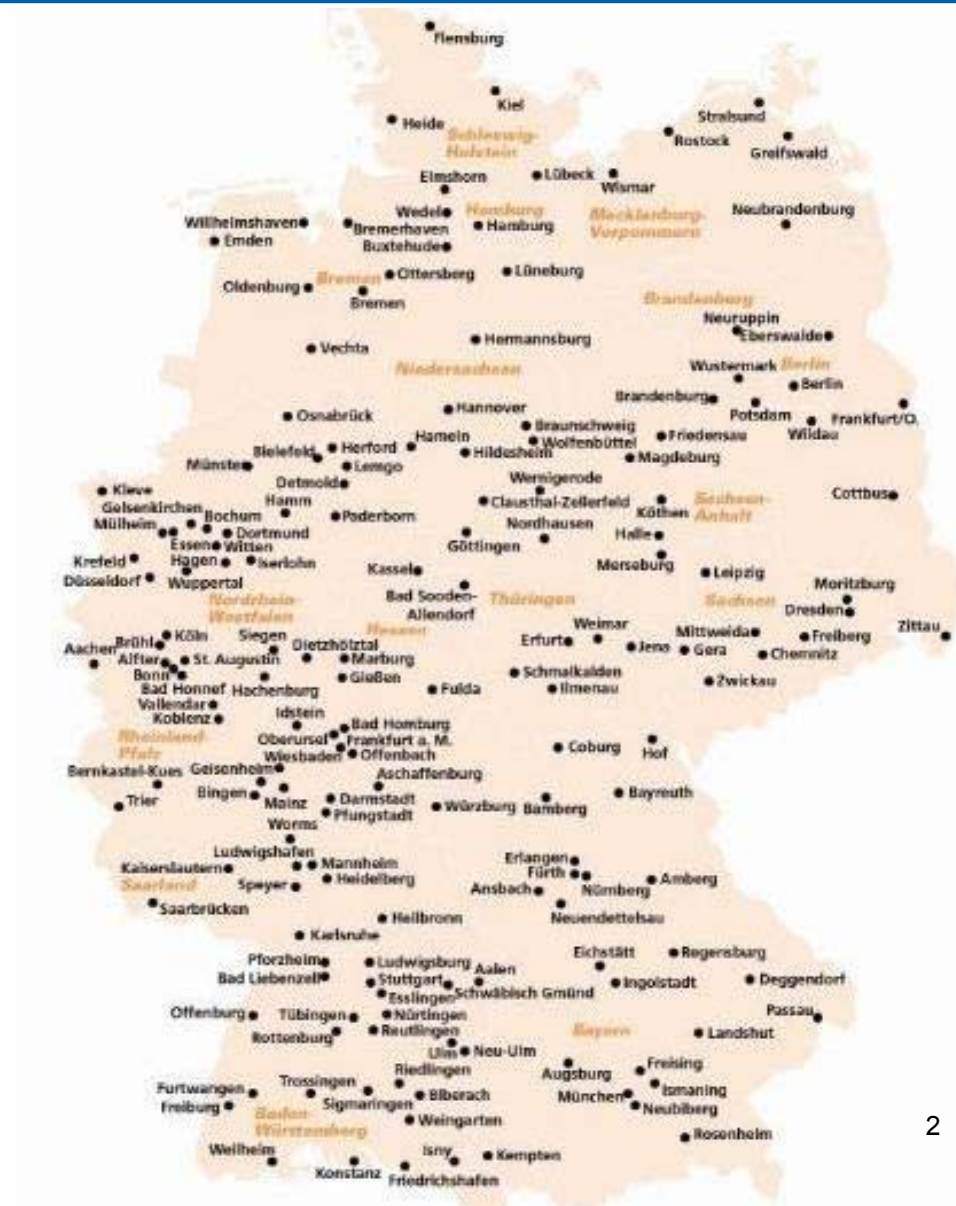 Flensburg
Kiel
Heide
Schleswig-
Holstein
Stralsund
Rostock
Greifswald
Elmshorn
Lübeck
Wismar
Wedel
Hamburg
Hamburg
Mecklenburg-
Vorpommern
Neubrandenburg
Willhelmshaven
Bremerhaven
Emden
Buxtehude
Bremen
Ottersberg
Lüneburg
Oldenburg
Bremen
Brandenburg
Neuruppin
Eberswalde
Hermannsburg
Vechta
Niedersachsen
Wustermark
Berlin
Berlin
Brandenburg
Potsdam
Wildau
Frankfurt/O.
Hannover
Osnabrück
Braunschweig
Wolfenbüttel
Friedensau
Hameln
Herford
Bielefeld
Hildesheim
Magdeburg
Münster
Lemgo
Detmold
Wernigerode
Kleve
Hamm
Clausthal-Zellerfeld
Köthen
Sachsen-
Anhalt
Cottbus
Gelsenkirchen
Bochum
Paderborn
Mülheim
Dortmund
Nordhausen
Göttingen
Halle
Essen
Witten
Krefeld
Hagen
Iserlohn
Merseburg
Kassel
Leipzig
Düsseldorf
Wuppertal
Bad Sooden-
Allendorf
Moritzburg
Nordrhein-
Westfalen
Thüringen
Sachsen
Dresden
Hessen
Zittau
Köln
Siegen
Weimar
Mittweida
Freiberg
Brühl
Dietzhölztal
Erfurt
Jena
Gera
Chemnitz
Aachen
Alfter
St. Augustin
Marburg
Bonn
Schmalkalden
Gießen
Zwickau
Bad Honnef
Hachenburg
Fulda
Ilmenau
Vallendar
Koblenz
Idstein
Bad Homburg
Rheinland-
Pfalz
Oberursel
Frankfurt a. M.
Wiesbaden
Offenbach
Coburg
Hof
Bernkastel-Kues
Geisenheim
Aschaffenburg
Bingen
Mainz
Darmstadt
Bayreuth
Trier
Pfungstadt
Würzburg
Bamberg
Worms
Ludwigshafen
Mannheim
Erlangen
Kaiserslautern
Fürth
Saarland
Speyer
Heidelberg
Ansbach
Nürnberg
Amberg
Saarbrücken
Neuendettelsau
Heilbronn
Karlsruhe
Eichstätt
Regensburg
Pforzheim
Ludwigsburg
Aalen
Bad Liebenzell
Stuttgart
Schwäbisch Gmünd
Ingolstadt
Deggendorf
Esslingen
Offenburg
Tübingen
Nürtingen
Passau
Rottenburg
Reutlingen
Bayern
Landshut
Ulm
Neu-Ulm
Riedlingen
Augsburg
Freising
Furtwangen
Trossingen
Ismaning
Freiburg
Sigmaringen
Biberach
München
Neubiberg
Baden-
Württemberg
Weingarten
2
Rosenheim
Weilheim
Isny
Kempten
Konstanz
Friedrichshafen